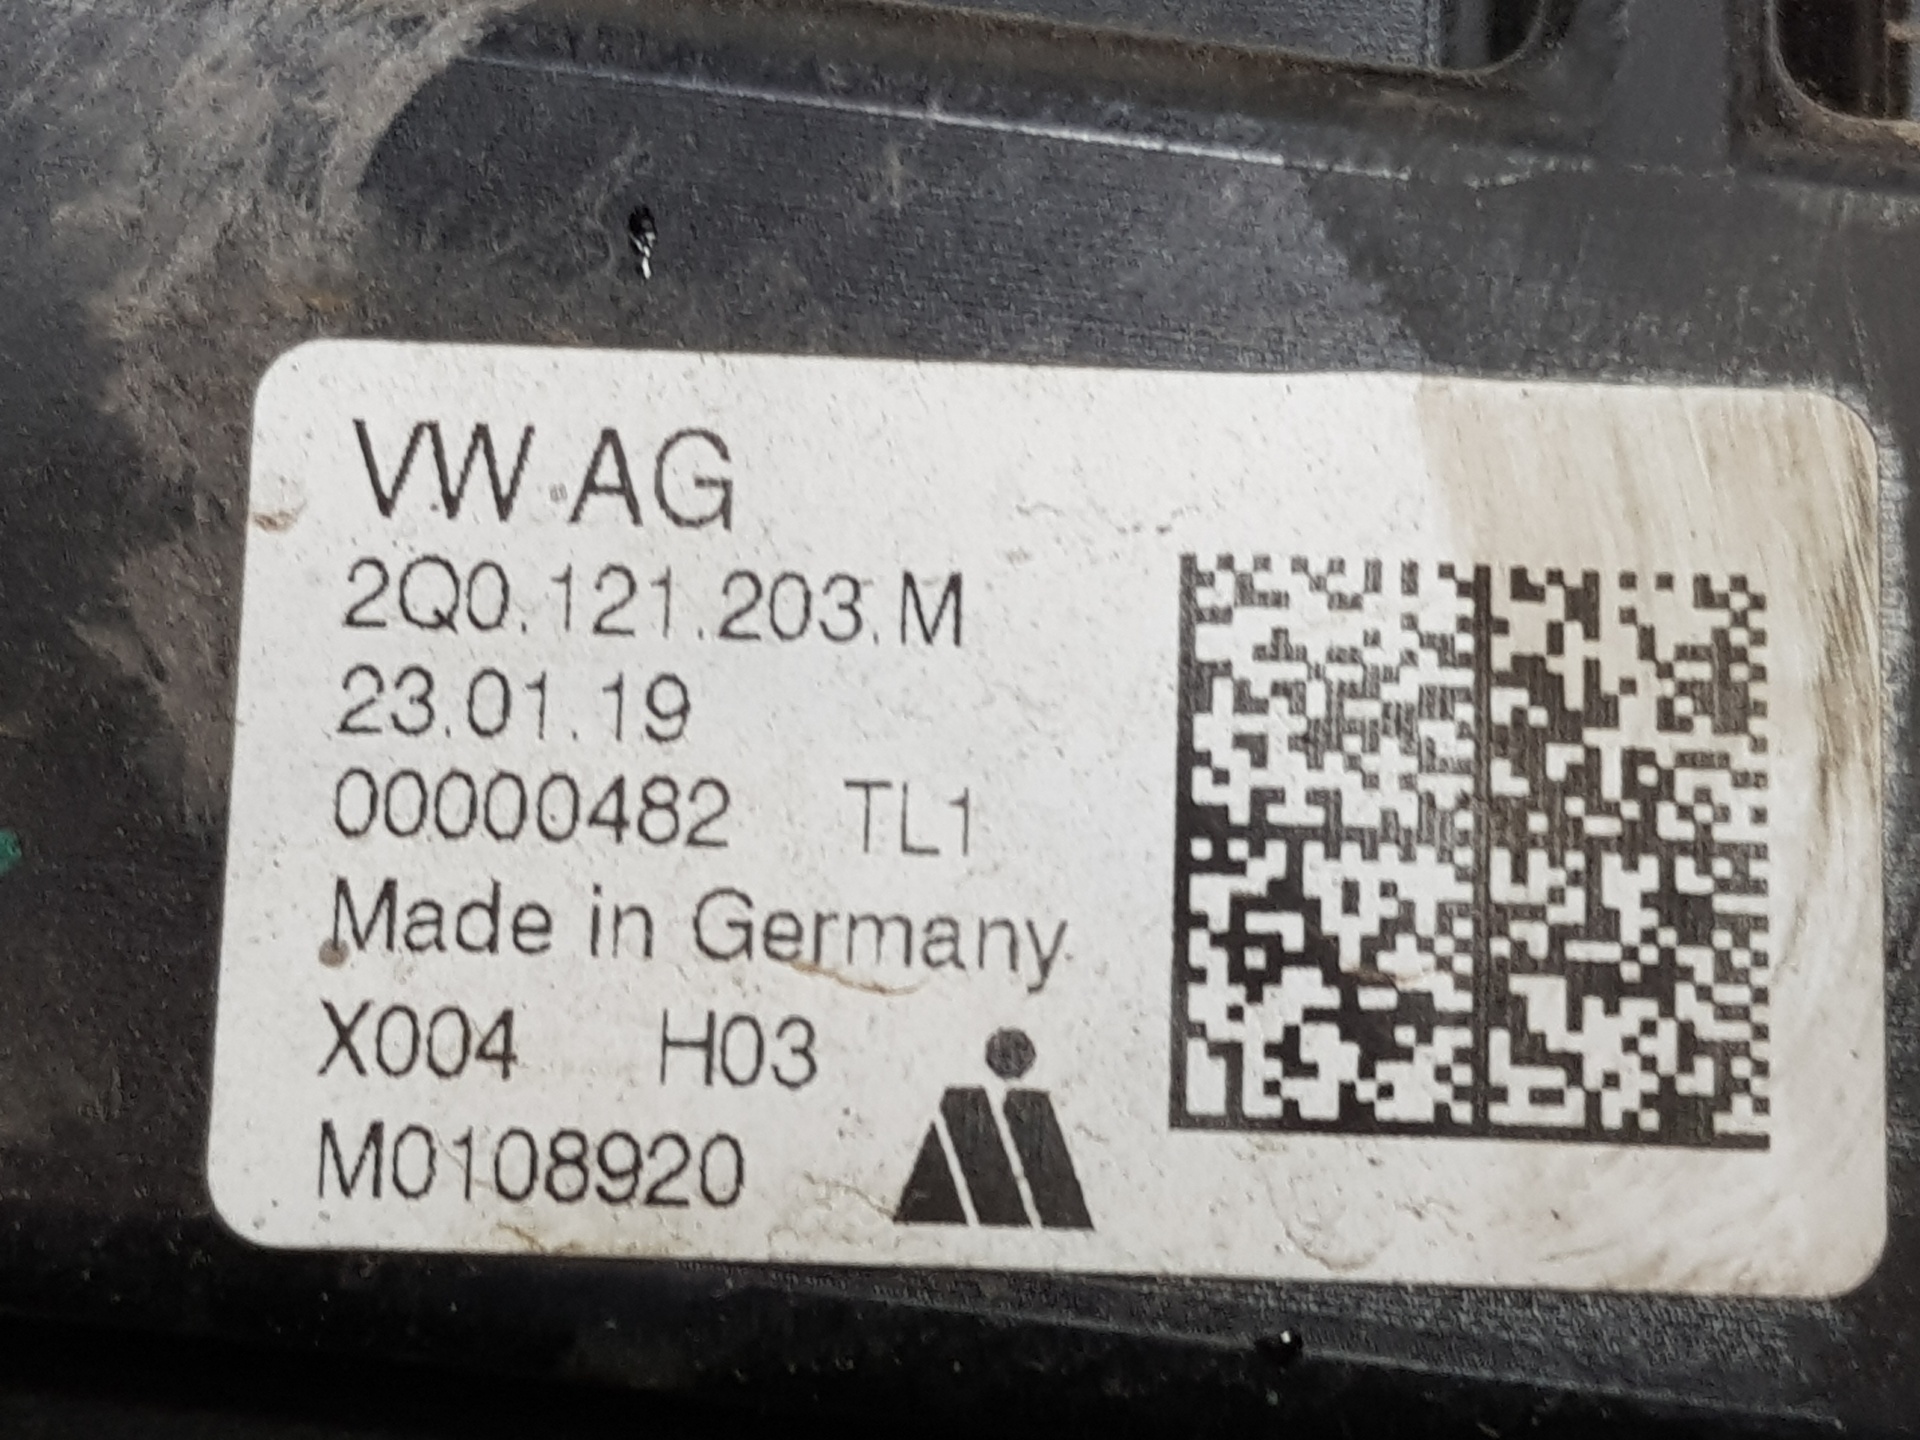 VW AG
2Q0.121.203.M
23.01.19
00000482 TL1
Made in Germany
X004 H03
M0108920